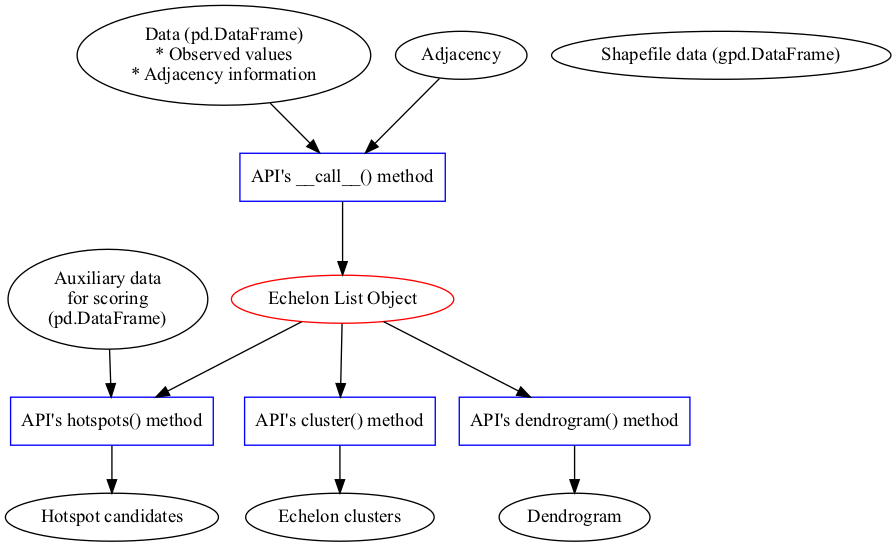 Data (pd.DataFrame)
* Observed values
* Adjacency information
Adjacency
Shapefile data (gpd.DataFrame)
API's __call__() method
Auxiliary data
for scoring
(pd.DataFrame)
Echelon List Object
API's hotspots() method
API's cluster() method
API's dendrogram() method
Hotspot candidates
Echelon clusters
Dendrogram